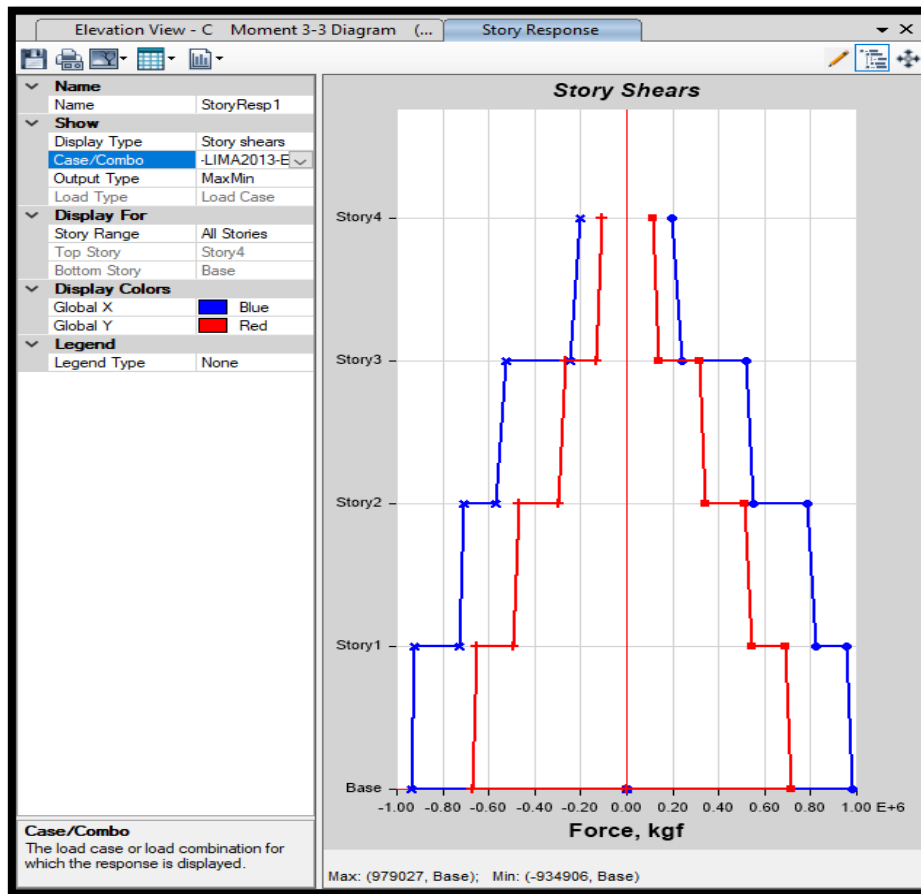 Elevation View - C Moment 3-3 Diagram (...
Story Response
Name
Name StoryResp1
Show
Display Type Story shears
Case/Combo -LIMA2013-E
Output Type MaxMin
Load Type Load Case
Display For
Story Range All Stories
Top Story Story4
Bottom Story Base
Display Colors
Global X Blue
Global Y Red
Legend
Legend Type None
Case/Combo
The load case or load combination for
which the response is displayed.
Story Shears
Story4
Story3
Story2
Story1
Base
-1.00 -0.80 -0.60 -0.40 -0.20 0.00 0.20 0.40 0.60 0.80 1.00 E+6
Force, kgf
Max: (979027, Base); Min: (-934906, Base)